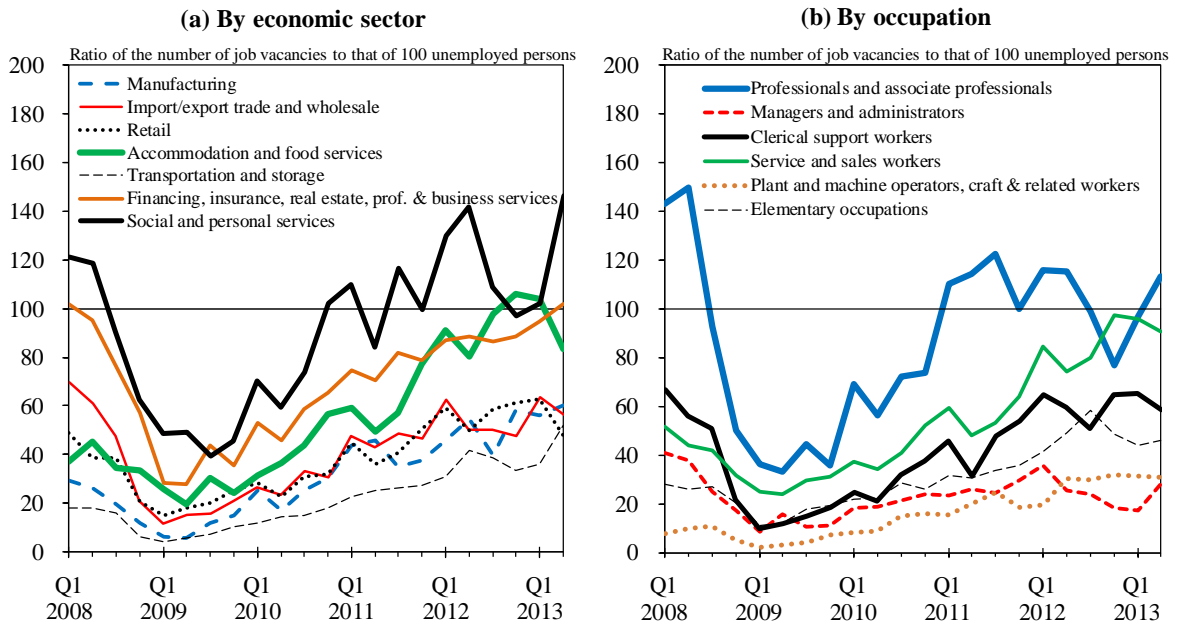 (a) By economic sector
Ratio of the number of job vacancies to that of 100 unemployed persons
200
180
160
140
120
100
80
60
40
20
0
Manufacturing
Import/export trade and wholesale
Retail
Accommodation and food services
Transportation and storage
Financing, insurance, real estate, prof. & business services
Social and personal services
Q1 Q1 Q1 Q1 Q1 Q1
2008 2009 2010 2011 2012 2013
(b) By occupation
Ratio of the number of job vacancies to that of 100 unemployed persons
200
180
160
140
120
100
80
60
40
20
0
Professionals and associate professionals
Managers and administrators
Clerical support workers
Service and sales workers
Plant and machine operators, craft & related workers
Elementary occupations
Q1 Q1 Q1 Q1 Q1 Q1
2008 2009 2010 2011 2012 2013